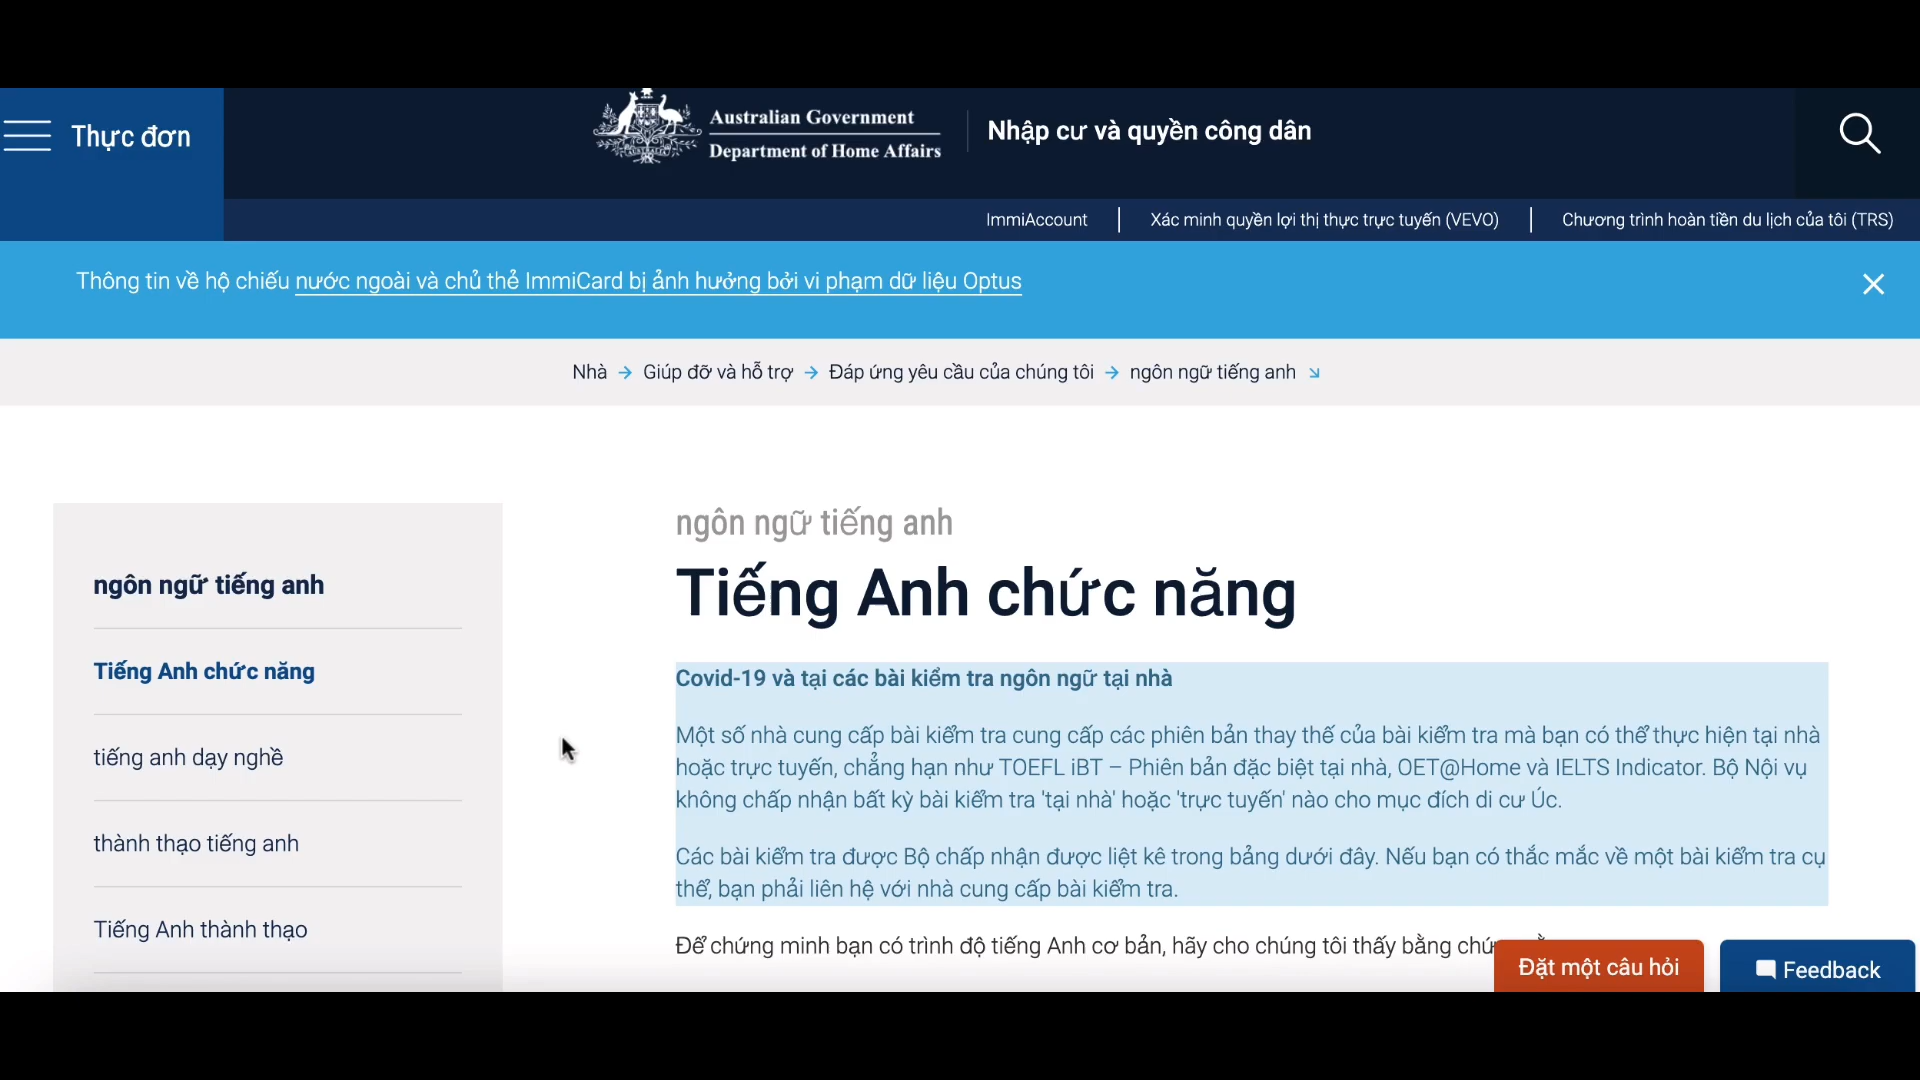 Thực đơn
Australian Government
Department of Home Affairs
Nhập cư và quyền công dân
ImmiAccount
Xác minh quyền lợi thị thực trực tuyến (VEVO)
Chương trình hoàn tiền du lịch của tôi (TRS)
Thông tin về hộ chiếu nước ngoài và chủ thẻ ImmiCard bị ảnh hưởng bởi vi phạm dữ liệu Optus
Nhà → Giúp đỡ và hỗ trợ → Đáp ứng yêu cầu của chúng tôi → ngôn ngữ tiếng anh ↘
ngôn ngữ tiếng anh
Tiếng Anh chức năng
tiếng anh dạy nghề
thành thạo tiếng anh
Tiếng Anh thành thạo
ngôn ngữ tiếng anh
Tiếng Anh chức năng
Covid-19 và tại các bài kiểm tra ngôn ngữ tại nhà
Một số nhà cung cấp bài kiểm tra cung cấp các phiên bản thay thế của bài kiểm tra mà bạn có thể thực hiện tại nhà
hoặc trực tuyến, chẳng hạn như TOEFL iBT – Phiên bản đặc biệt tại nhà, OET@Home và IELTS Indicator. Bộ Nội vụ
không chấp nhận bất kỳ bài kiểm tra 'tại nhà' hoặc 'trực tuyến' nào cho mục đích di cư Úc.
Các bài kiểm tra được Bộ chấp nhận được liệt kê trong bảng dưới đây. Nếu bạn có thắc mắc về một bài kiểm tra cụ
thể, bạn phải liên hệ với nhà cung cấp bài kiểm tra.
Để chứng minh bạn có trình độ tiếng Anh cơ bản, hãy cho chúng tôi thấy bằng
Đặt một câu hỏi
Feedback